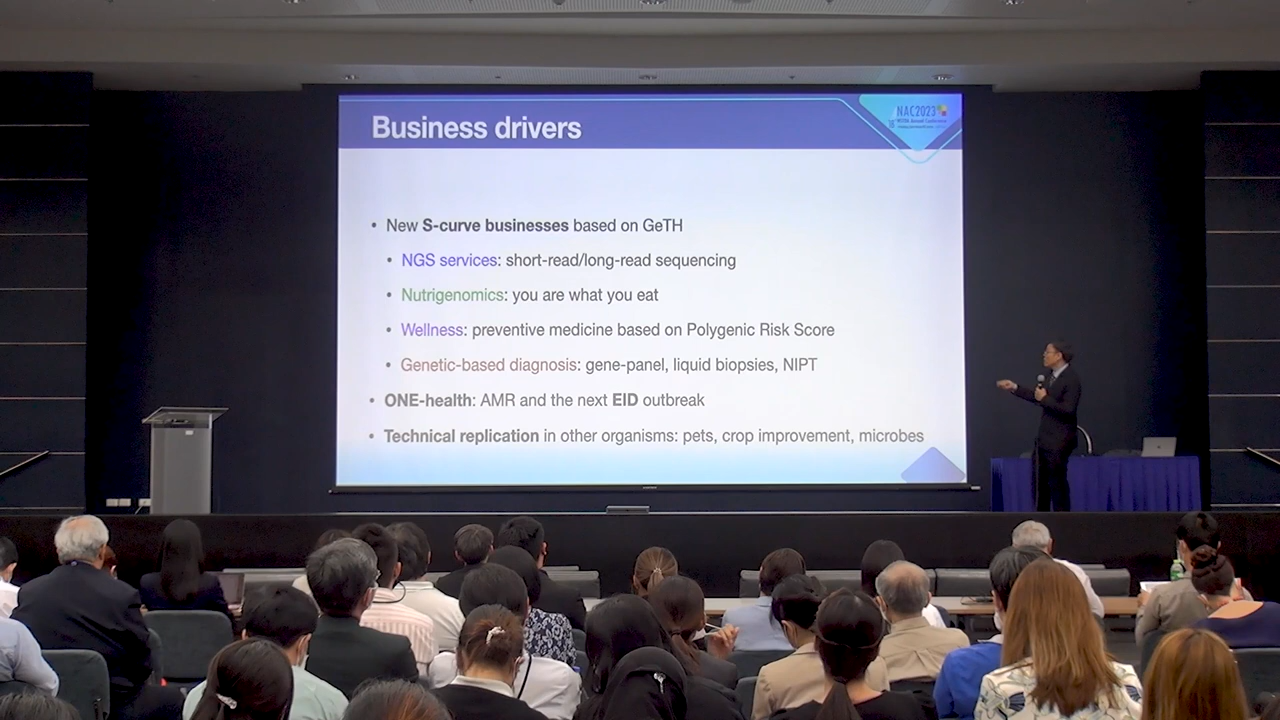 Business drivers
NAC2023
• New S-curve businesses based on GeTH
• NGS services: short-read/long-read sequencing
• Nutrigenomics: you are what you eat
• Wellness: preventive medicine based on Polygenic Risk Score
• Genetic-based diagnosis: gene-panel, liquid biopsies, NIPT
• ONE-health: AMR and the next EID outbreak
• Technical replication in other organisms: pets, crop improvement, microbes